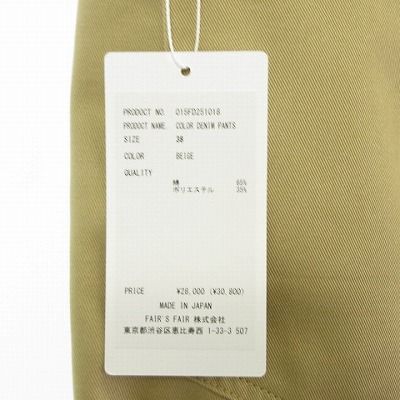 PRODUCT NO. 015FD251018
PRODUCT NAME COLOR DENIM PANTS
SIZE 38
COLOR BEIGE
QUALITY
綿 65%
ポリエステル 35%
PRICE ¥28,000 (¥30,800)
MADE IN JAPAN
FAIR'S FAIR 株式会社
東京都渋谷区恵比寿西 1-33-3 507